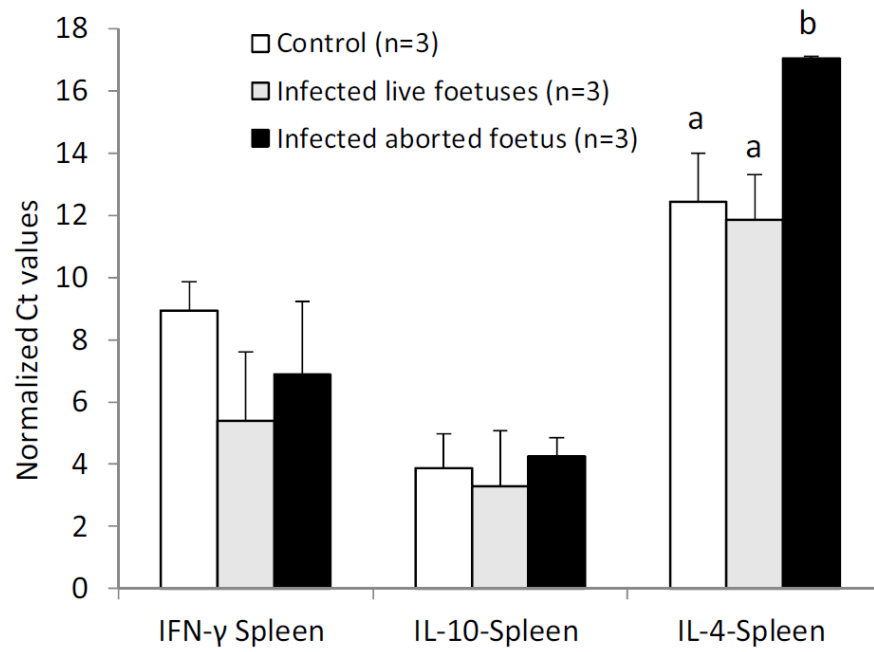 Normalized Ct values
18
16
14
12
10
8
6
4
2
0
Control (n=3)
Infected live foetuses (n=3)
Infected aborted foetus (n=3)
a
a
b
IFN-γ Spleen
IL-10-Spleen
IL-4-Spleen